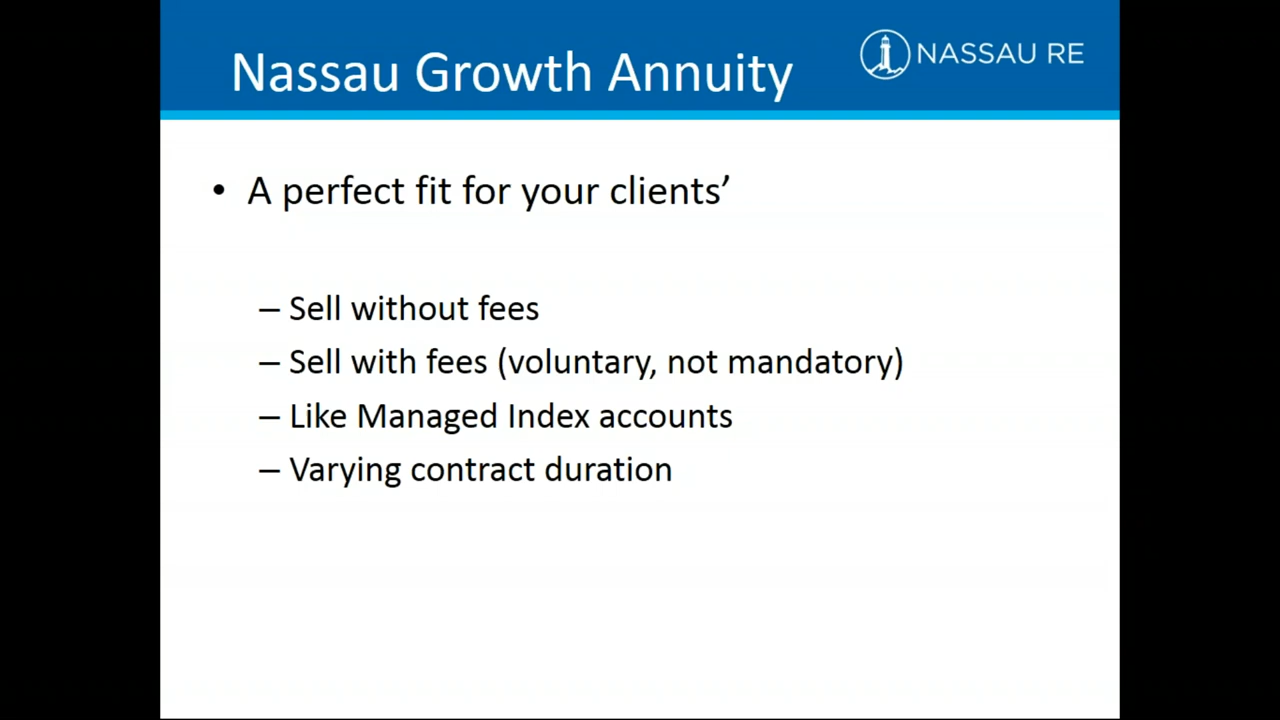 Nassau Growth Annuity
NASSAU RE
• A perfect fit for your clients’
– Sell without fees
– Sell with fees (voluntary, not mandatory)
– Like Managed Index accounts
– Varying contract duration